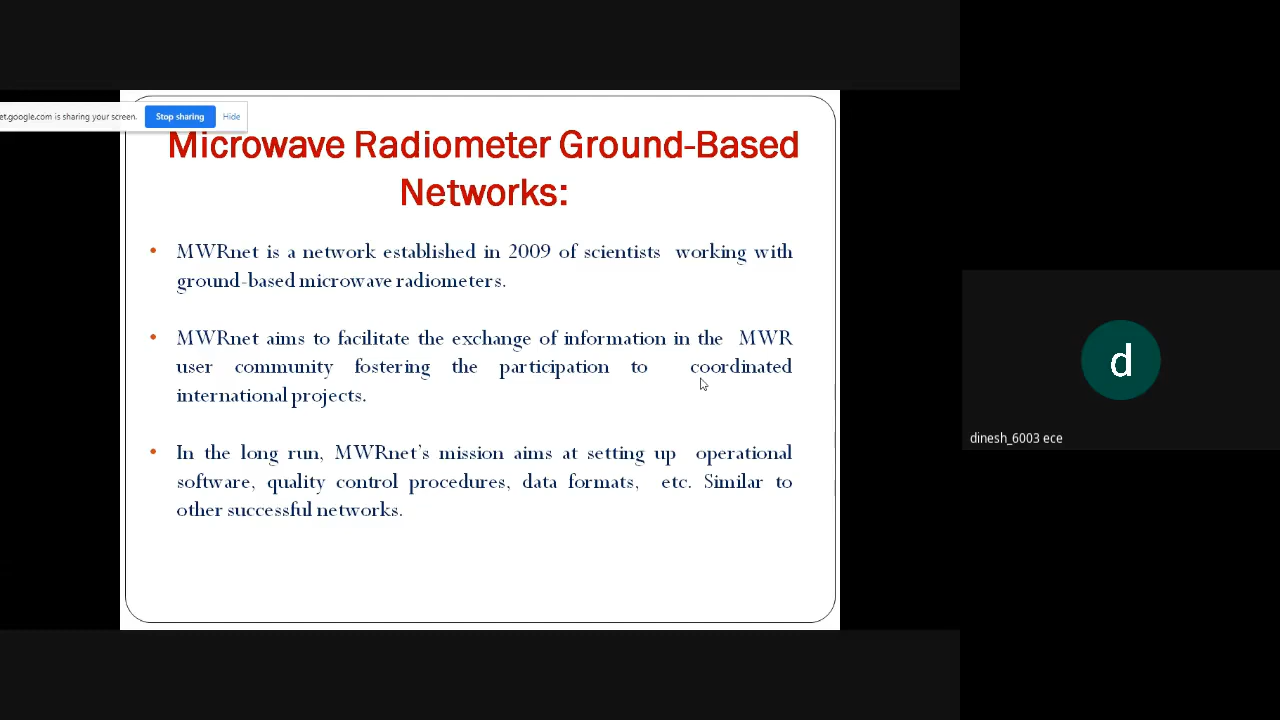 et.google.com is sharing your screen.
Stop sharing
Hide
Microwave Radiometer Ground-Based
Networks:
• MWRnet is a network established in 2009 of scientists working with
ground-based microwave radiometers.
• MWRnet aims to facilitate the exchange of information in the MWR
user community fostering the participation to coordinated
international projects.
• In the long run, MWRnet's mission aims at setting up operational
software, quality control procedures, data formats, etc. Similar to
other successful networks.
d
dinesh_6003 ece